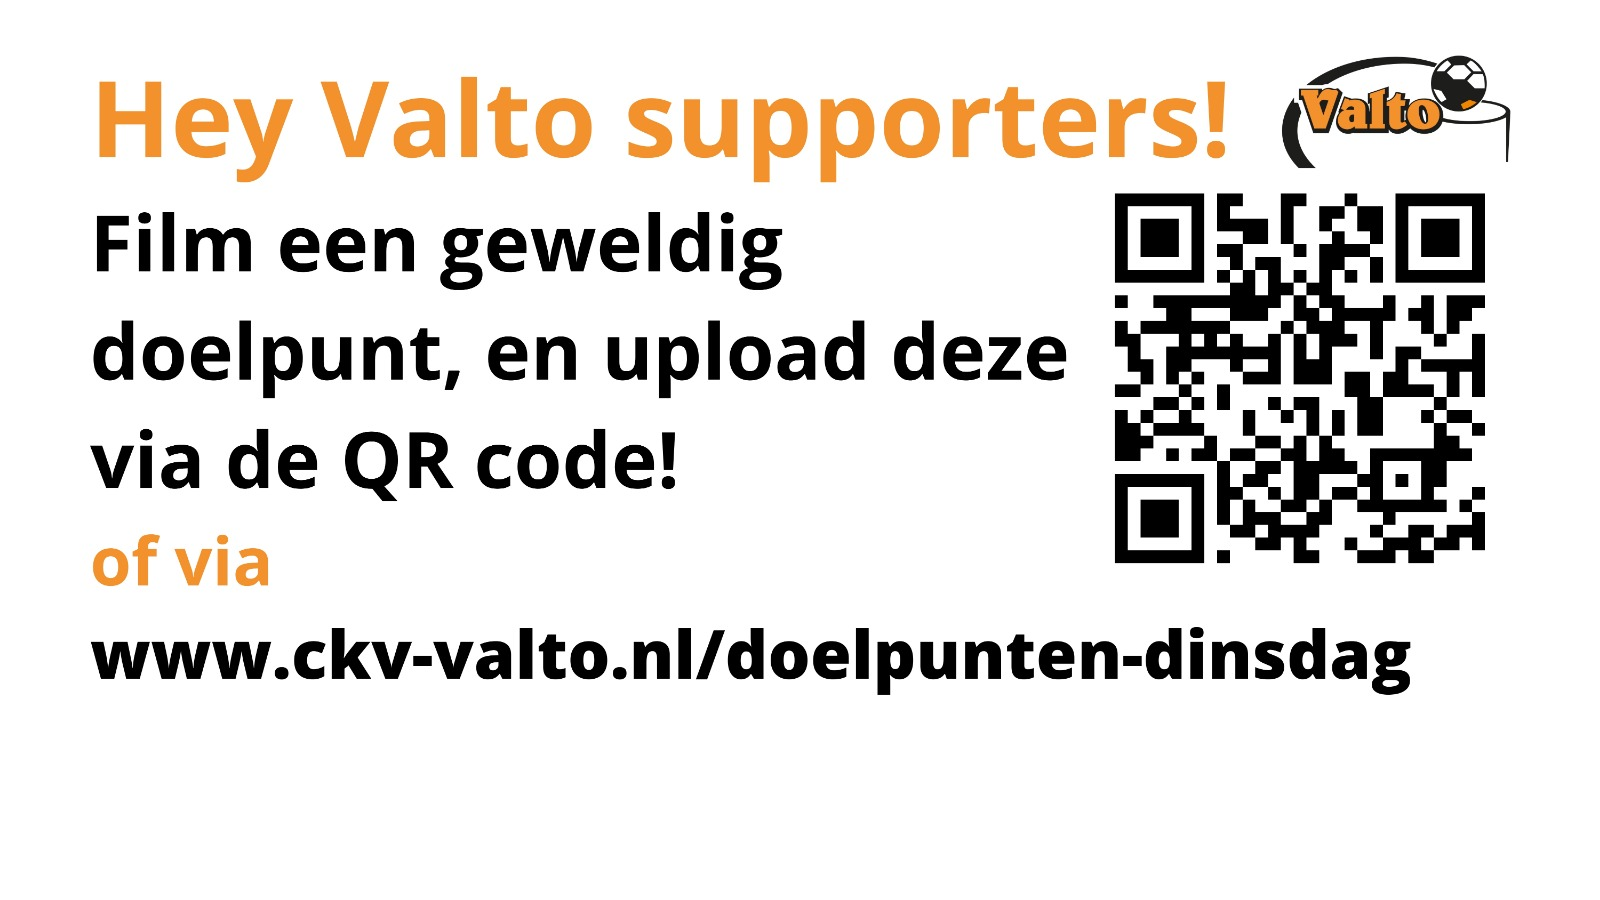 Hey Valto supporters!
Valto
Film een geweldig
doelpunt, en upload deze
via de QR code!
of via
www.ckv-valto.nl/doelpunten-dinsdag